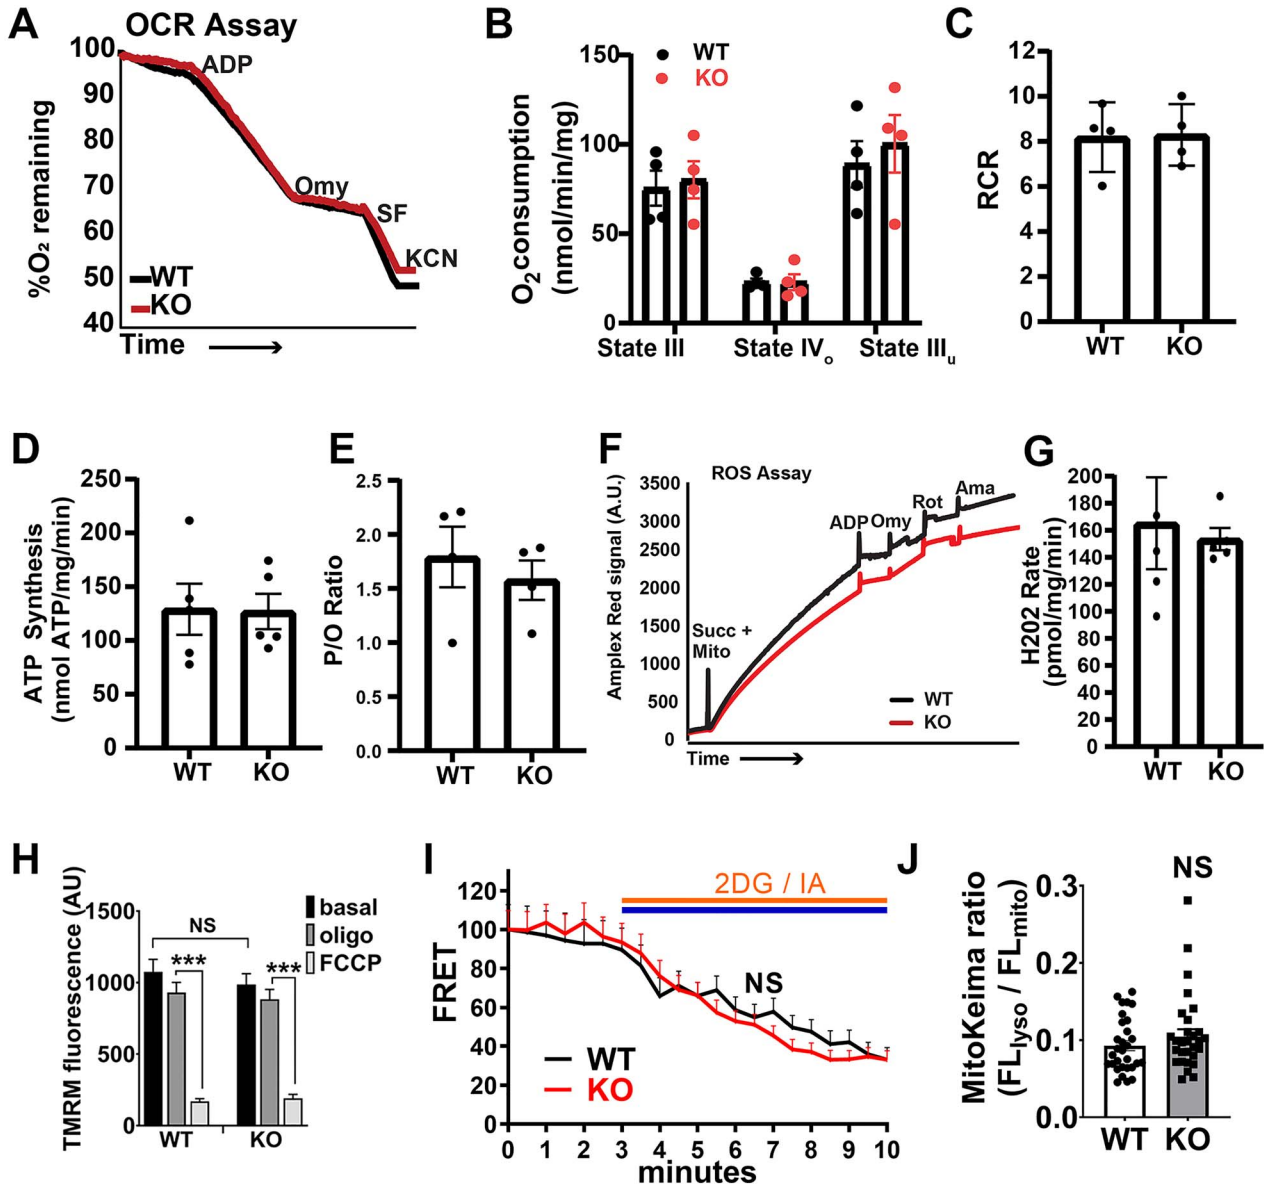 A
OCR Assay
%O₂ remaining
100
90
80
70
60
50
40
ADP
Omy
SF
KCN
WT
KO
Time
B
O₂ consumption
(nmol/min/mg)
150
100
50
0
WT
KO
State III
State IVₒ
State IIIᵤ
C
RCR
12
10
8
6
4
2
0
WT
KO
D
ATP Synthesis
(nmol ATP/mg/min)
250
200
150
100
50
0
WT
KO
E
P/O Ratio
2.5
2.0
1.5
1.0
0.5
0.0
WT
KO
F
ROS Assay
Amplex Red signal (A.U.)
3500
3000
2500
2000
1500
1000
500
0
Succ +
Mito
ADP
Omy
Rot
Ama
WT
KO
Time
G
H202 Rate
(pmol/mg/min)
200
180
160
140
120
100
80
60
40
20
0
WT
KO
H
TMRM fluorescence (AU)
1500
1000
500
0
NS
***
***
basal
oligo
FCCP
WT
KO
I
FRET
120
100
80
60
40
20
0
2DG / IA
NS
WT
KO
0 1 2 3 4 5 6 7 8 9 10
minutes
J
MitoKeima ratio
(FLlyso / FLmito)
NS
0.3
0.2
0.1
0.0
WT
KO